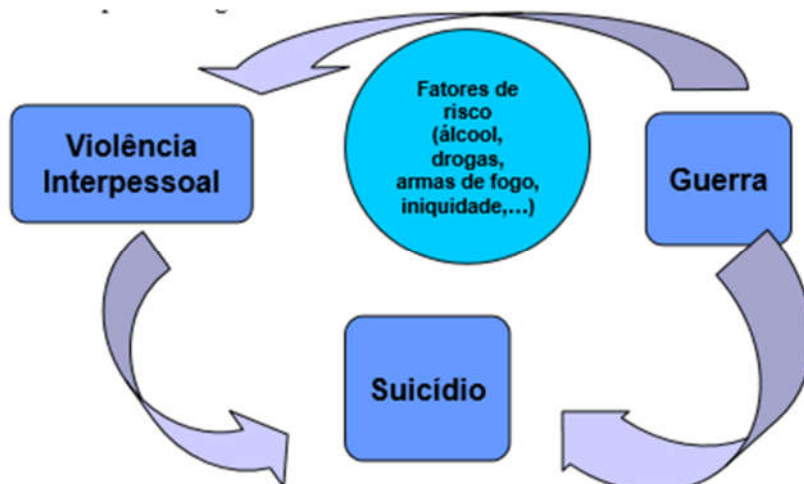 Fatores de
risco
(álcool,
drogas,
armas de fogo,
iniquidade,...)
Violência
Interpessoal
Guerra
Suicídio